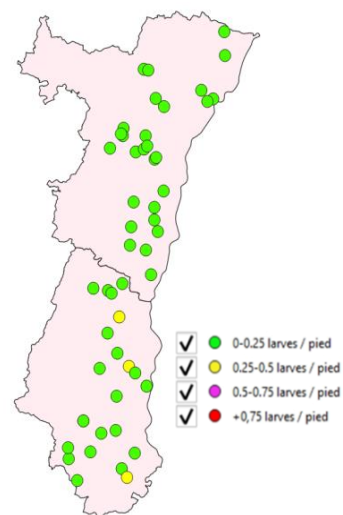 0-0.25 larves / pied
0.25-0.5 larves / pied
0.5-0.75 larves / pied
+0,75 larves / pied